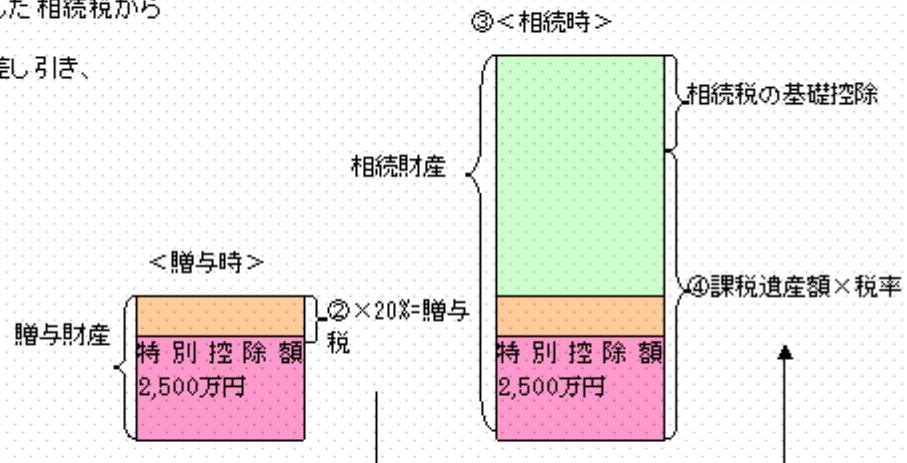 した相続税から
差し引き、
③<相続時>
相続税の基礎控除
相続財産
④課税遺産額×税率
<贈与時>
贈与財産
②×20%=贈与
税
特別控除額
2,500万円
特別控除額
2,500万円